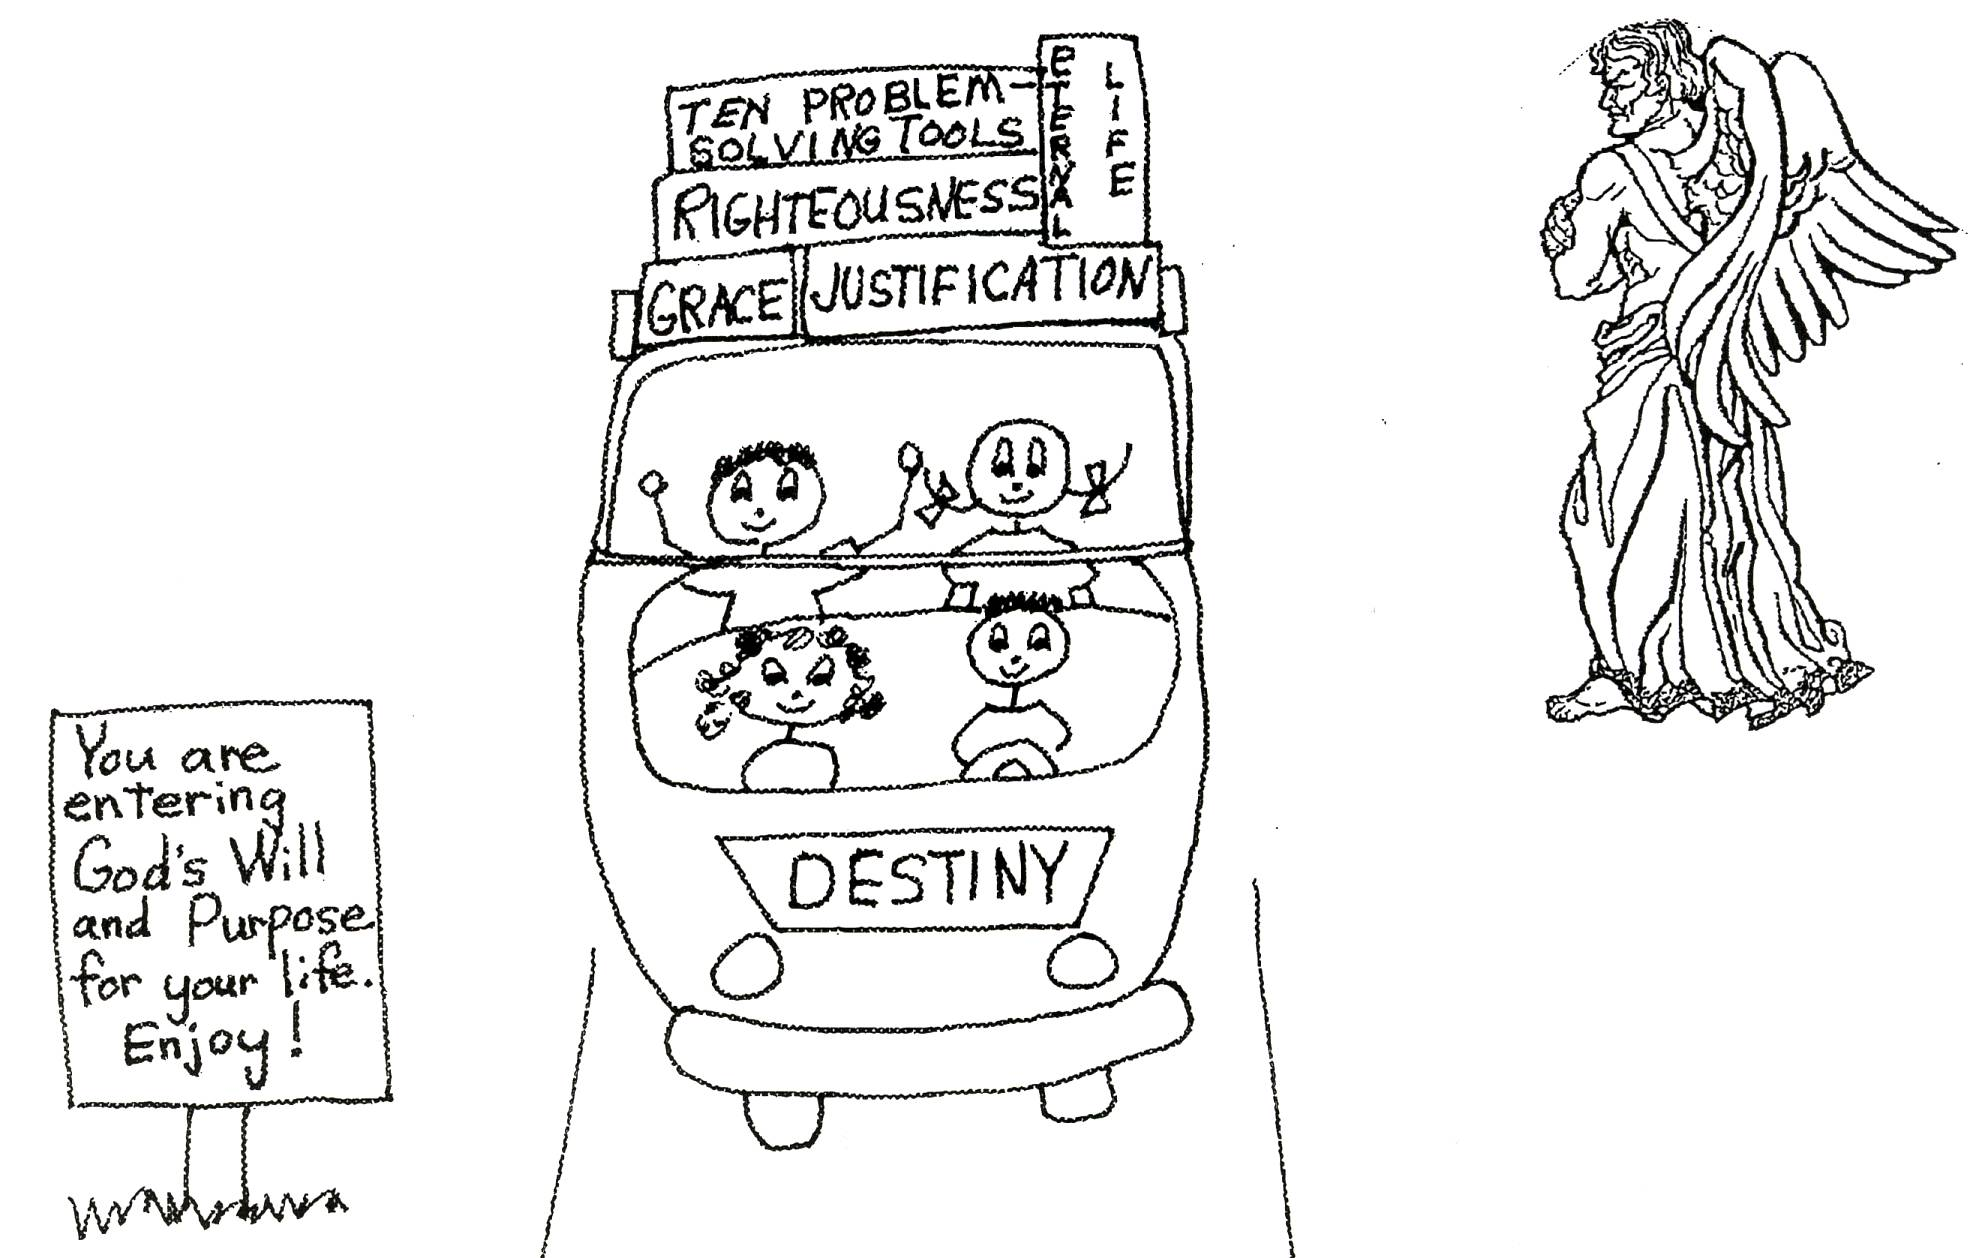 TEN PROBLEM-
SOLVING TOOLS
ETERNAL
LIFE
RIGHTEOUSNESS
GRACE
JUSTIFICATION
DESTINY
You are
entering
God's Will
and Purpose
for your life.
Enjoy!